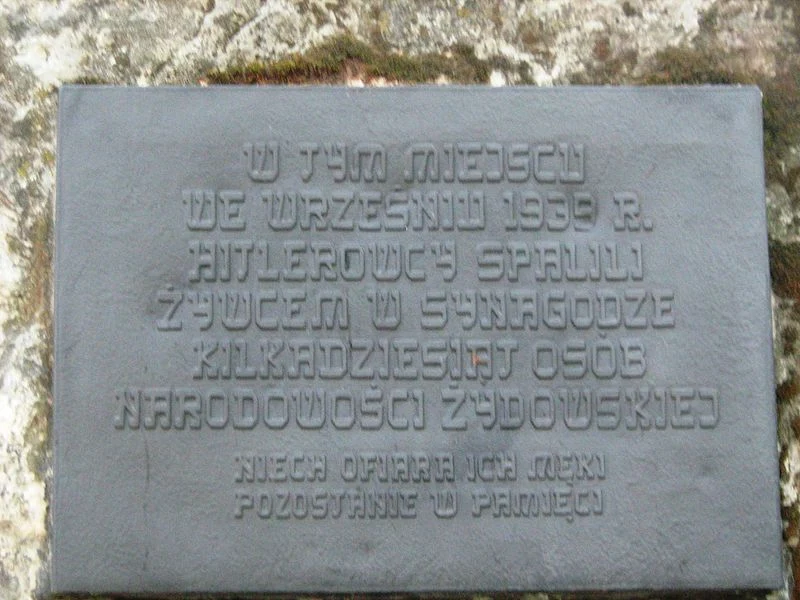 W TYM MIEJSCU
WE WRZEŚNIU 1939 R.
HITLEROWCY SPALILI
ŻYWCEM W SYNAGODZE
KILKADZIESIĄT OSÓB
NARODOWOŚCI ŻYDOWSKIEJ
NIECH OFIARA ICH MĘKI
POZOSTANIE W PAMIĘCI